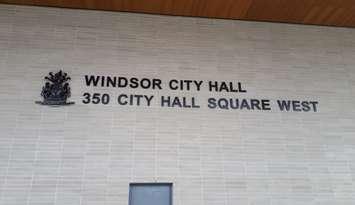 WINDSOR CITY HALL
350 CITY HALL SQUARE WEST